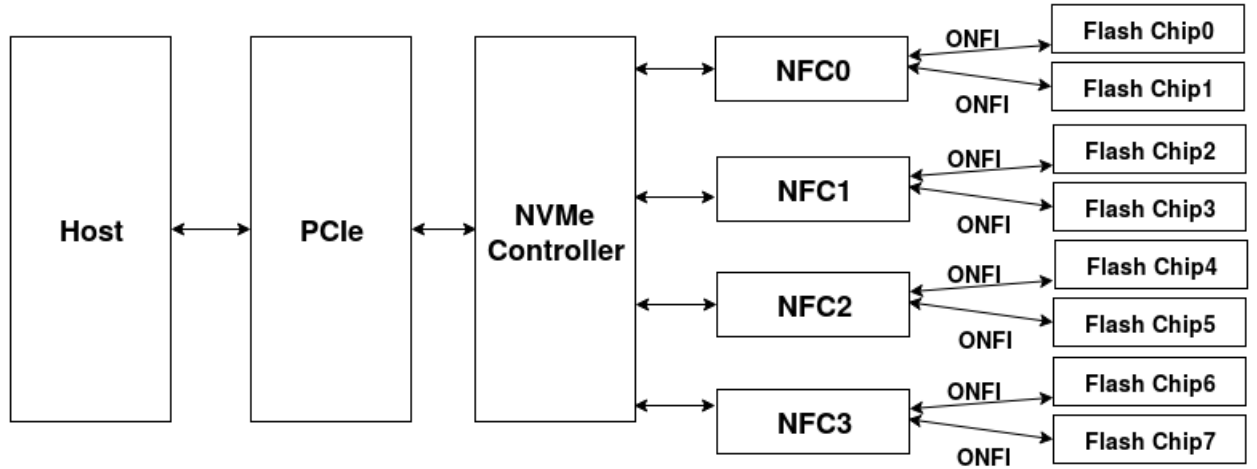 Host
PCIe
NVMe
Controller
NFC0
ONFI
ONFI
Flash Chip0
Flash Chip1
NFC1
ONFI
ONFI
Flash Chip2
Flash Chip3
NFC2
ONFI
ONFI
Flash Chip4
Flash Chip5
NFC3
ONFI
ONFI
Flash Chip6
Flash Chip7